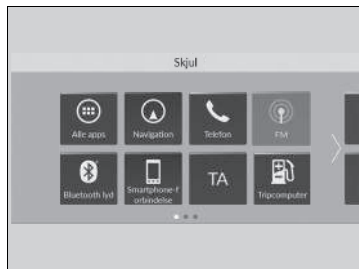 Skjul
Alle apps
Navigation
Telefon
FM
Bluetooth lyd
Smartphone-f
orbindelse
TA
Tripcomputer